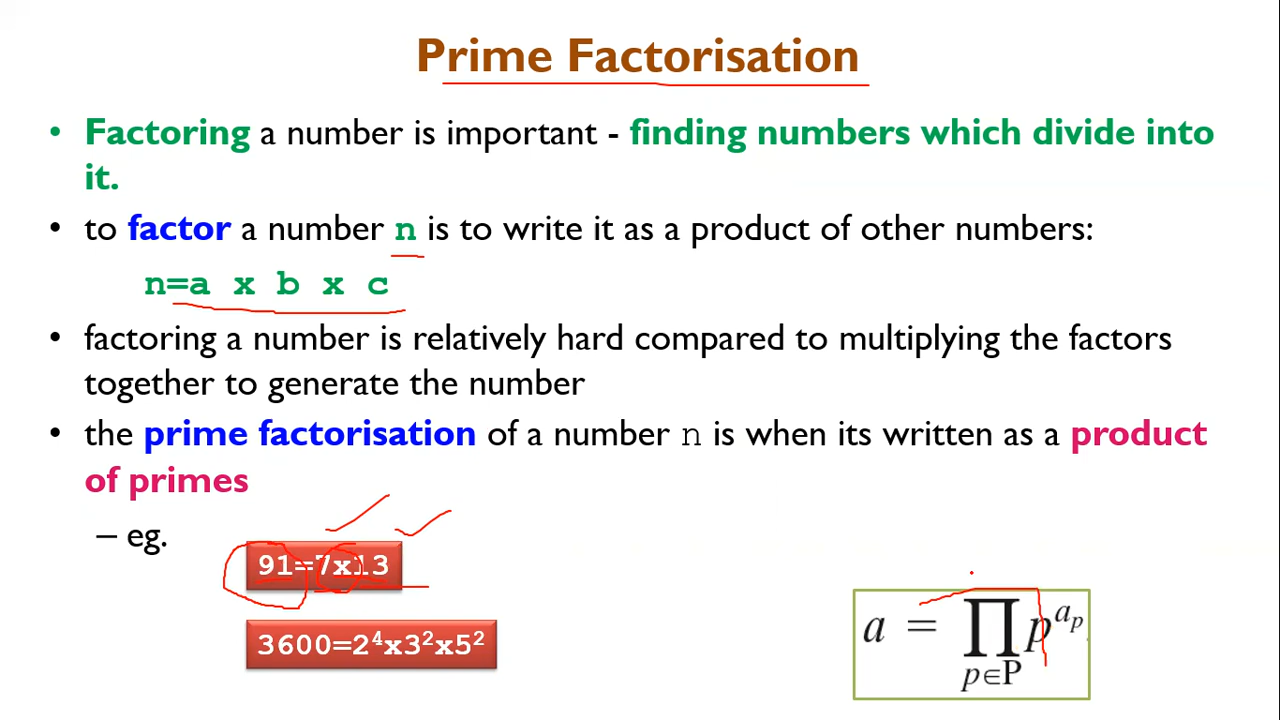 Prime Factorisation
• Factoring a number is important - finding numbers which divide into
it.
• to factor a number n is to write it as a product of other numbers:
n=a x b x c
• factoring a number is relatively hard compared to multiplying the factors
together to generate the number
• the prime factorisation of a number n is when its written as a product
of primes
– eg.
91=7x13
3600=2⁴x3²x5²
a = ∏ p^{a_p}
p∈P